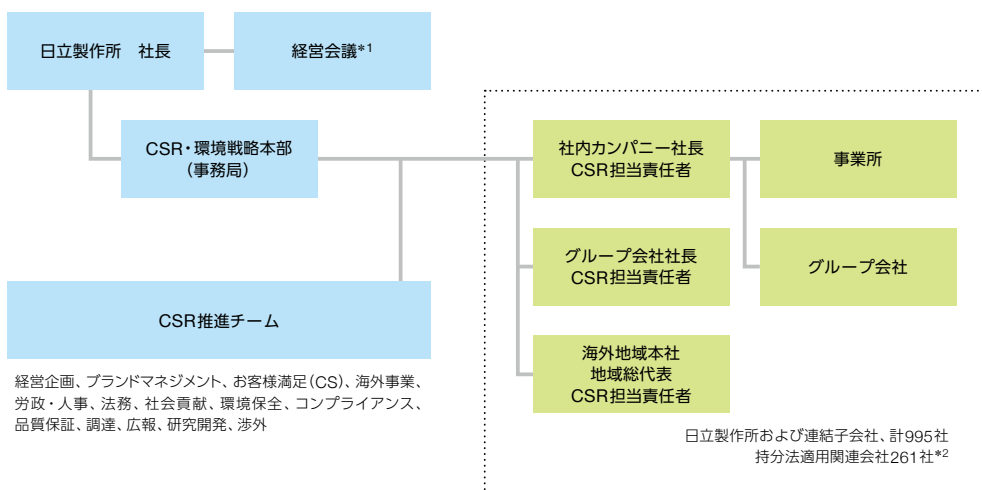 日立製作所　社長
経営会議*1
CSR・環境戦略本部
（事務局）
社内カンパニー社長
CSR担当責任者
事業所
グループ会社社長
CSR担当責任者
グループ会社
CSR推進チーム
海外地域本社
地域総代表
CSR担当責任者
経営企画、ブランドマネジメント、お客様満足（CS）、海外事業、
労政・人事、法務、社会貢献、環境保全、コンプライアンス、
品質保証、調達、広報、研究開発、渉外
日立製作所および連結子会社、計995社
持分法適用関連会社261社*2